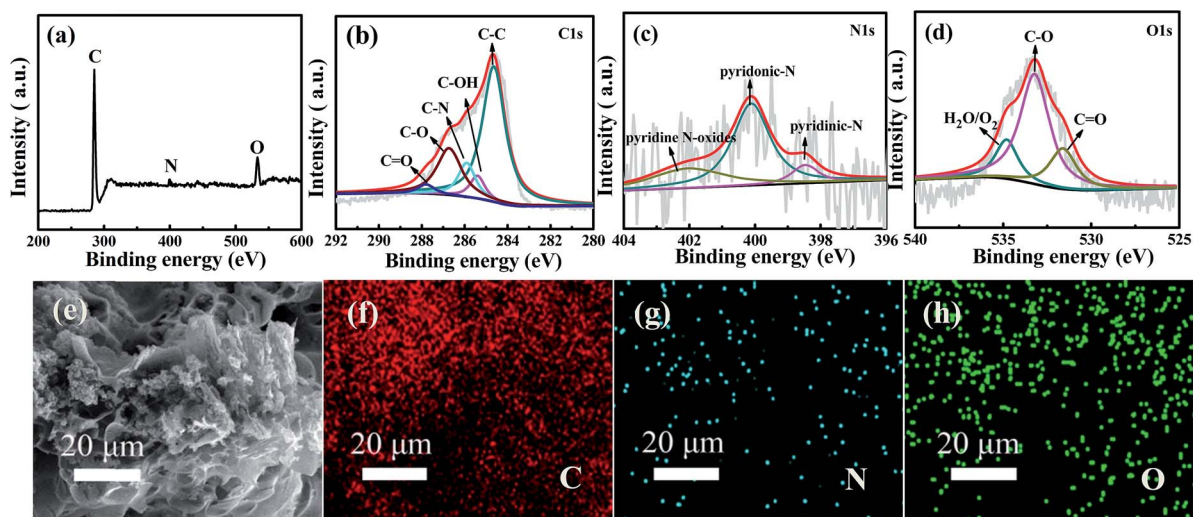 (a)
C
N
O
Intensity ( a.u.)
200 300 400 500 600
Binding energy (eV)
(b)
C1s
C-C
C-OH
C-N
C-O
C=O
Intensity ( a.u.)
292 290 288 286 284 282 280
Binding energy (eV)
(c)
N1s
pyridonic-N
pyridine N-oxides
pyridinic-N
Intensity ( a.u.)
404 402 400 398 396
Binding energy (eV)
(d)
O1s
C-O
H₂O/O₂
C=O
Intensity ( a.u.)
540 535 530 525
Binding energy (eV)
(e)
20 μm
(f)
20 μm
C
(g)
20 μm
N
(h)
20 μm
O